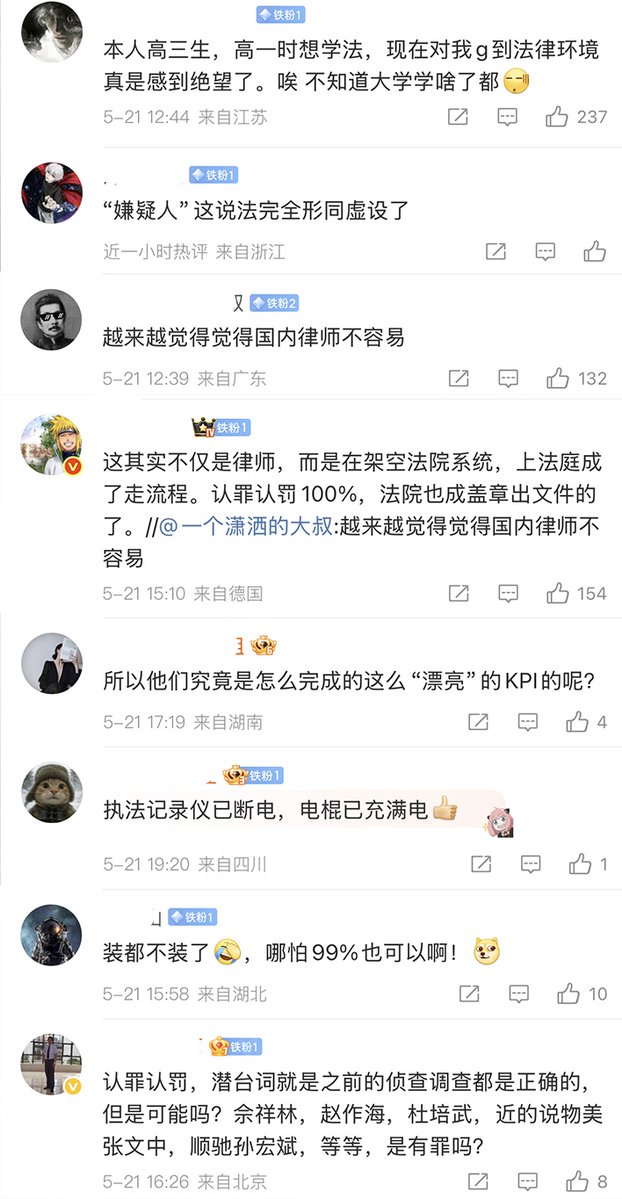 铁粉1
本人高三生，高一时想学法，现在对我g到法律环境
真是感到绝望了。唉 不知道大学学啥了都
5-21 12:44 来自江苏 237
铁粉1
“嫌疑人”这说法完全形同虚设了
近一小时热评 来自浙江
铁粉2
越来越觉得觉得国内律师不容易
5-21 12:39 来自广东 132
铁粉1
这其实不仅是律师，而是在架空法院系统，上法庭成
了走流程。认罪认罚100%，法院也成盖章出文件的
了。//@一个潇洒的大叔:越来越觉得觉得国内律师不
容易
5-21 15:10 来自德国 154
所以他们究竟是怎么完成的这么“漂亮”的KPI的呢？
5-21 17:19 来自湖南 4
铁粉1
执法记录仪已断电，电棍已充满电
5-21 19:20 来自四川 1
铁粉1
装都不装了，哪怕99%也可以啊！
5-21 15:58 来自湖北 10
铁粉1
认罪认罚，潜台词就是之前的侦查调查都是正确的，
但是可能吗？佘祥林，赵作海，杜培武，近的说物美
张文中，顺驰孙宏斌，等等，是有罪吗？
5-21 16:26 来自北京 8